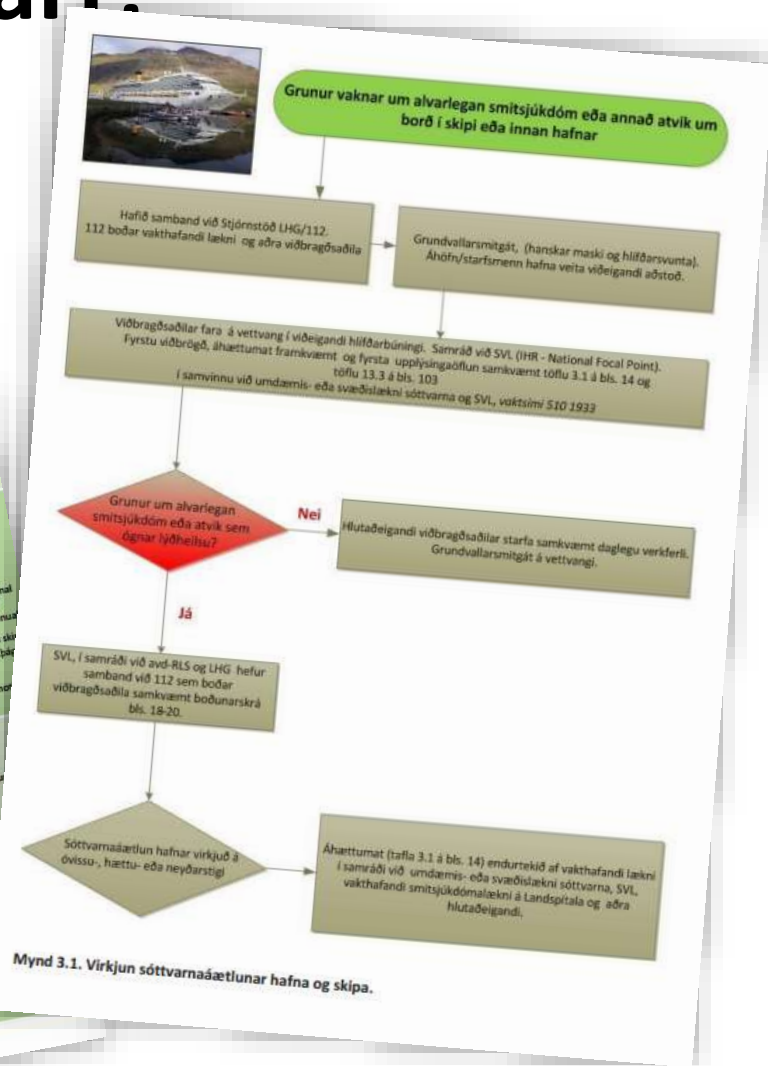 Grunur vaknar um alvarlegan smitsjúkdóm eða annað atvik um
borð í skipi eða innan hafnar
Hafið samband við Stjórnstöð LHG/112.
112 boðar vakthafandi lækni og aðra viðbragðsaðila
Grundvallarsmitgát, (hanskar maski og hlífðarsvunta).
Áhöfn/starfsmenn hafna veita viðeigandi aðstoð.
Viðbragðsaðilar fara á vettvang í viðeigandi hlífðarbúningi. Samráð við SVL (IHR - National Focal Point).
Fyrstu viðbrögð, áhættumat framkvæmt og fyrsta upplýsingaöflun samkvæmt töflu 3.1 á bls. 14 og
töflu 13.3 á bls. 103
í samvinnu við umdæmis- eða svæðislækni sóttvarna og SVL, vaktsími 510 1933
Grunur um alvarlegan
smitsjúkdóm eða atvik sem
ógnar lýðheilsu?
Nei
Hlutaðeigandi viðbragðsaðilar starfa samkvæmt daglegu verkferli.
Grundvallarsmitgát á vettvangi.
Já
SVL, í samráði við avd-RLS og LHG hefur
samband við 112 sem boðar
viðbragðsaðila samkvæmt boðunarskrá
bls. 18-20.
Sóttvarnaáætlun hafnar virkjuð á
óvissu-, hættu- eða neyðarstigi
Áhættumat (tafla 3.1 á bls. 14) endurtekið af vakthafandi lækni
í samráði við umdæmis- eða svæðislækni sóttvarna, SVL,
vakthafandi smitsjúkdómalækni á Landspítala og aðra
hlutaðeigandi.
Mynd 3.1. Virkjun sóttvarnaáætlunar hafna og skipa.